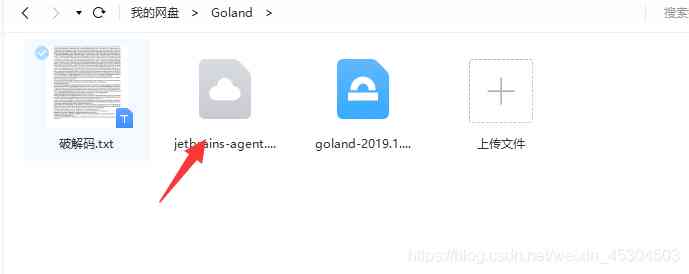 我的网盘 > Goland >
搜索
破解码.txt
jetbrains-agent....
goland-2019.1....
上传文件
https://blog.csdn.net/weixin_45304503